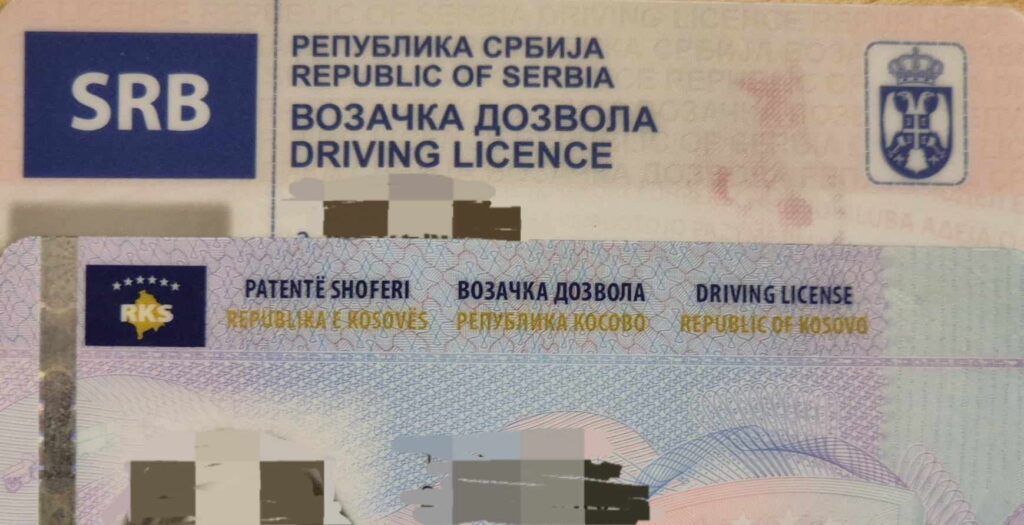 SRB
РЕПУБЛИКА СРБИЈА
REPUBLIC OF SERBIA
ВОЗАЧКА ДОЗВОЛА
DRIVING LICENCE
RKS
PATENTË SHOFERI
REPUBLIKA E KOSOVËS
ВОЗАЧКА ДОЗВОЛА
РЕПУБЛИКА КОСОВО
DRIVING LICENSE
REPUBLIC OF KOSOVO